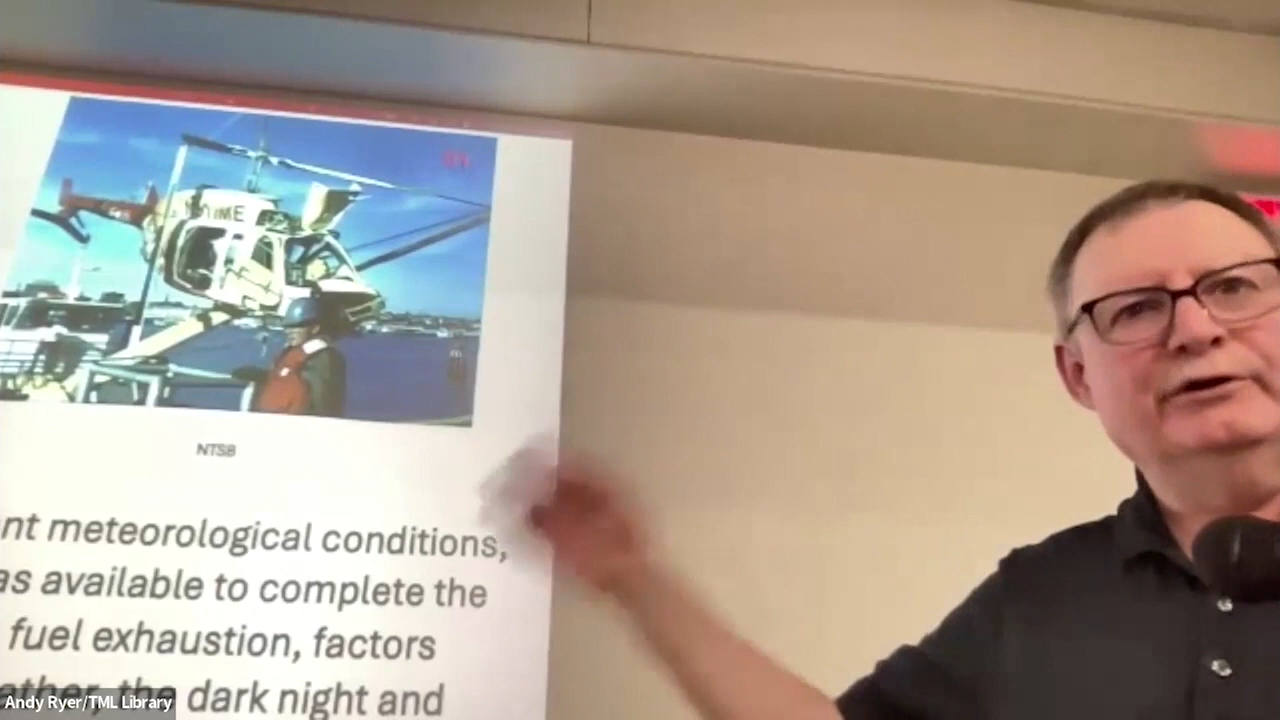 NTSB
nt meteorological conditions,
as available to complete the
fuel exhaustion, factors
the dark night and
Andy Ryer/TML Library